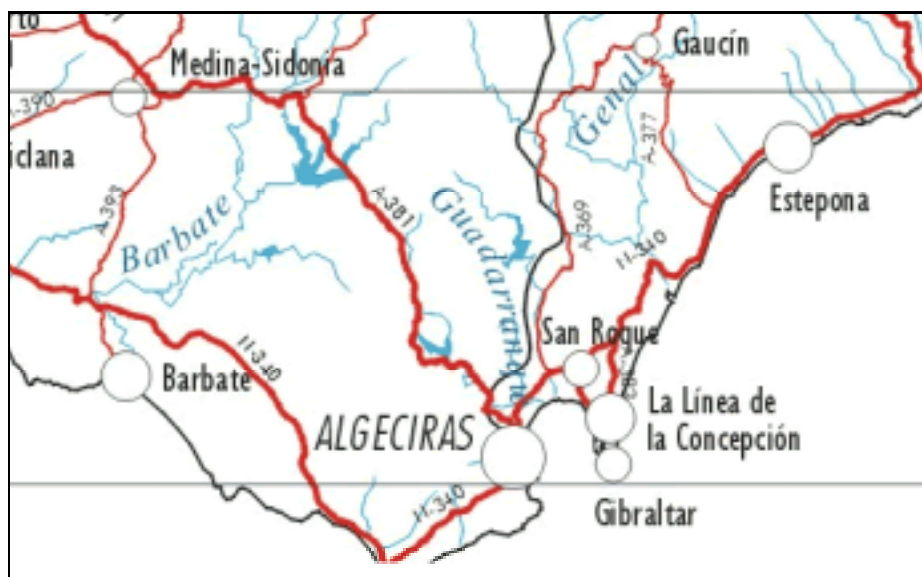 to
Gaucín
Medina-Sidonia
A-390
Genal
A-377
iclana
Estepona
A-393
A-381
Barbate
Guadarranque
A-369
N-340
San Roque
Barbate
N-340
La Línea de
la Concepción
ALGECIRAS
Gibraltar
N-340